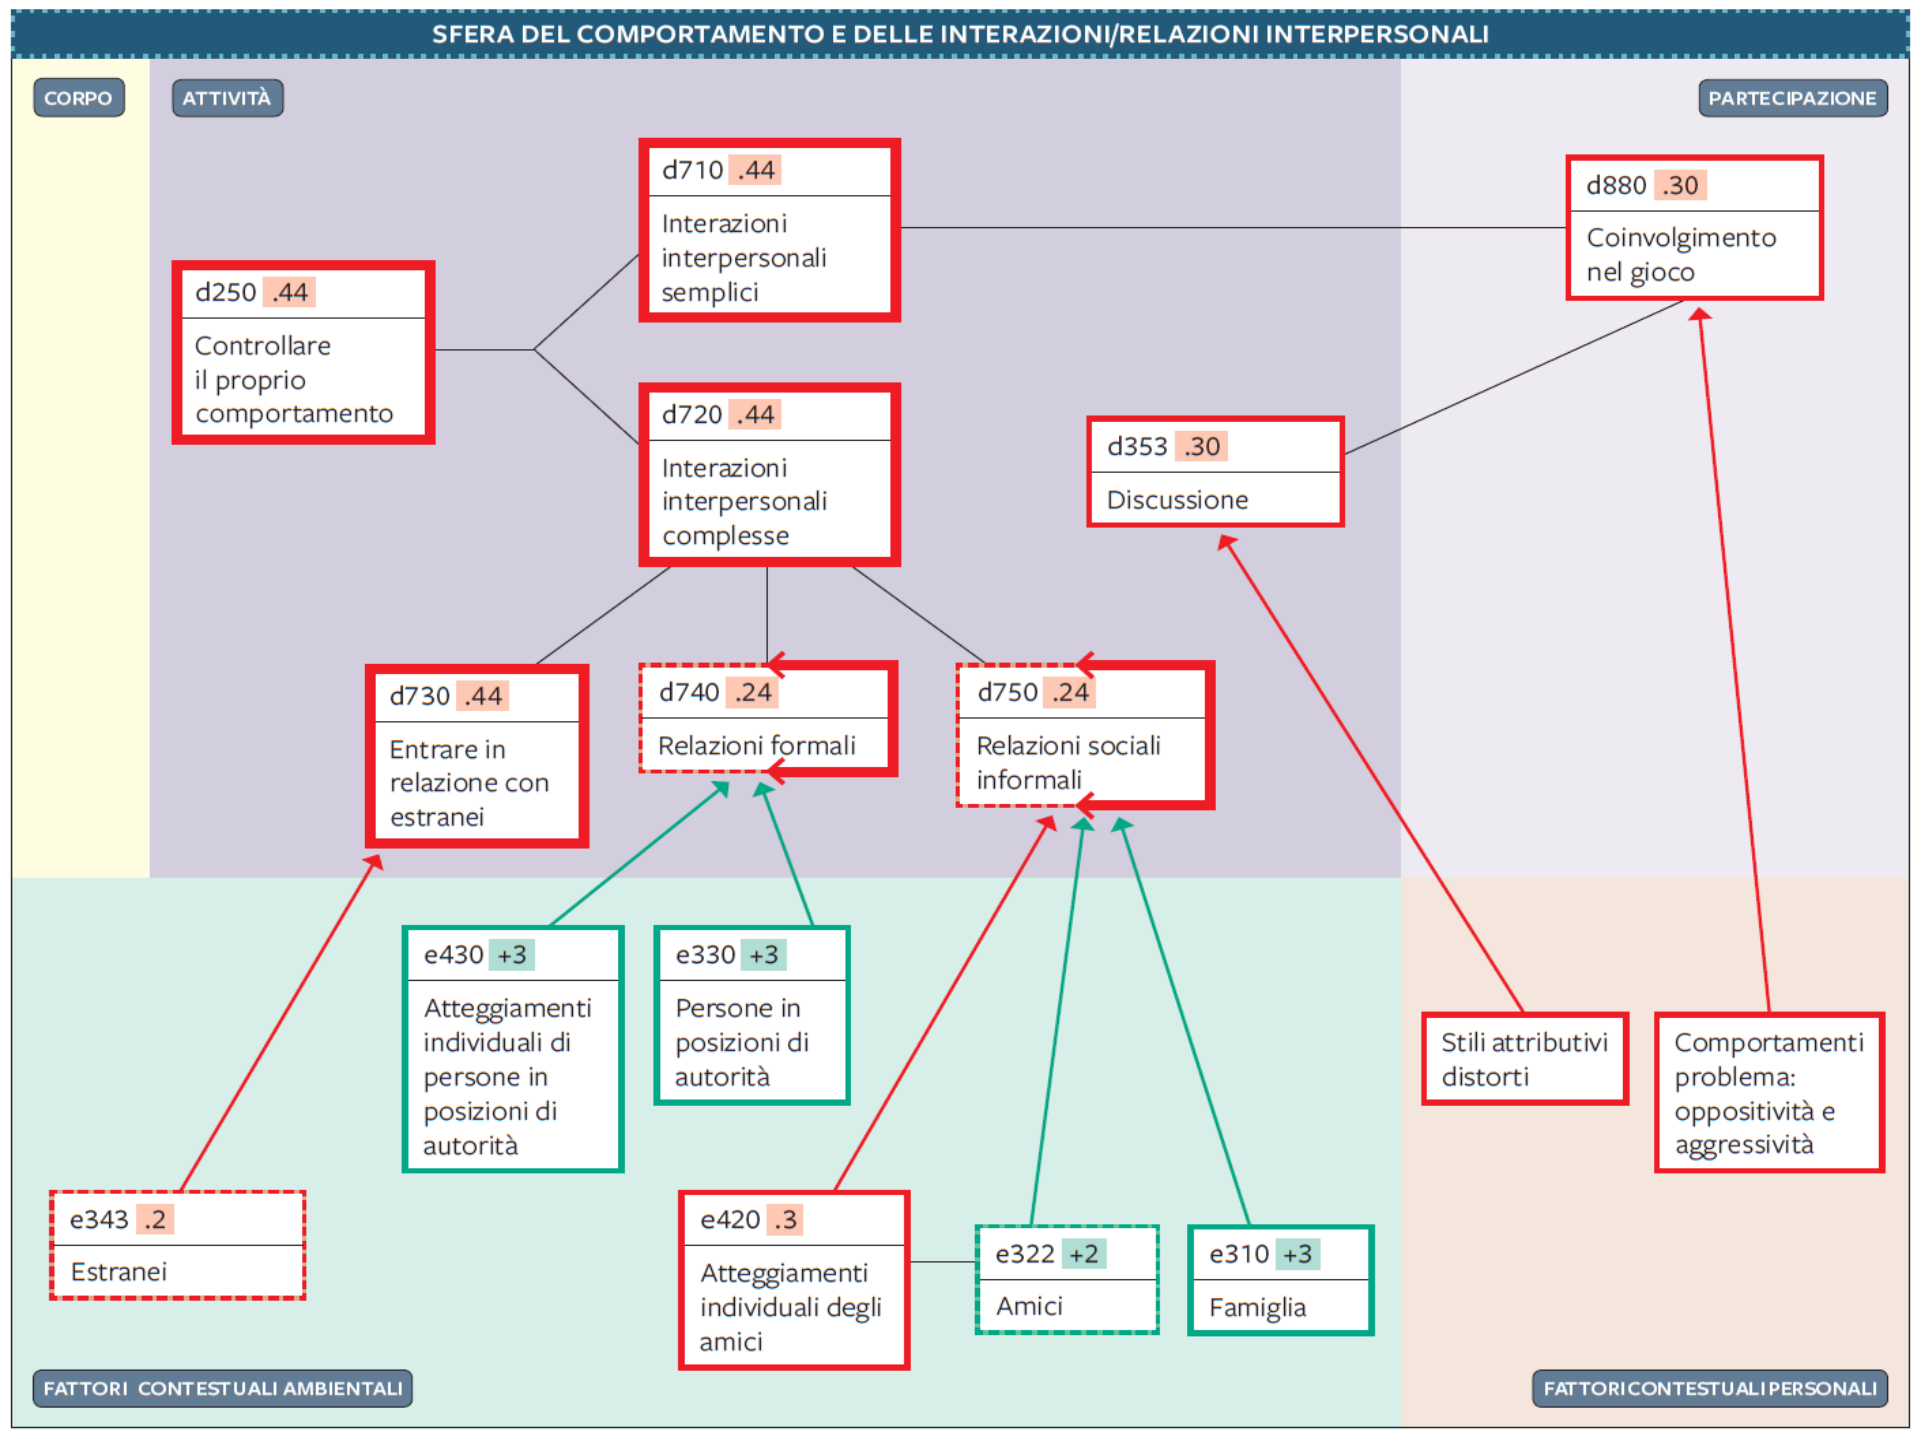 SFERA DEL COMPORTAMENTO E DELLE INTERAZIONI/RELAZIONI INTERPERSONALI
CORPO
ATTIVITÀ
PARTECIPAZIONE
d710 .44
Interazioni
interpersonali
semplici
d880 .30
Coinvolgimento
nel gioco
d250 .44
Controllare
il proprio
comportamento
d720 .44
Interazioni
interpersonali
complesse
d353 .30
Discussione
d730 .44
Entrare in
relazione con
estranei
d740 .24
Relazioni formali
d750 .24
Relazioni sociali
informali
e430 +3
Atteggiamenti
individuali di
persone in
posizioni di
autorità
e330 +3
Persone in
posizioni di
autorità
Stili attributivi
distorti
Comportamenti
problema:
oppositività e
aggressività
e343 .2
Estranei
e420 .3
Atteggiamenti
individuali degli
amici
e322 +2
Amici
e310 +3
Famiglia
FATTORI CONTESTUALI AMBIENTALI
FATTORI CONTESTUALI PERSONALI